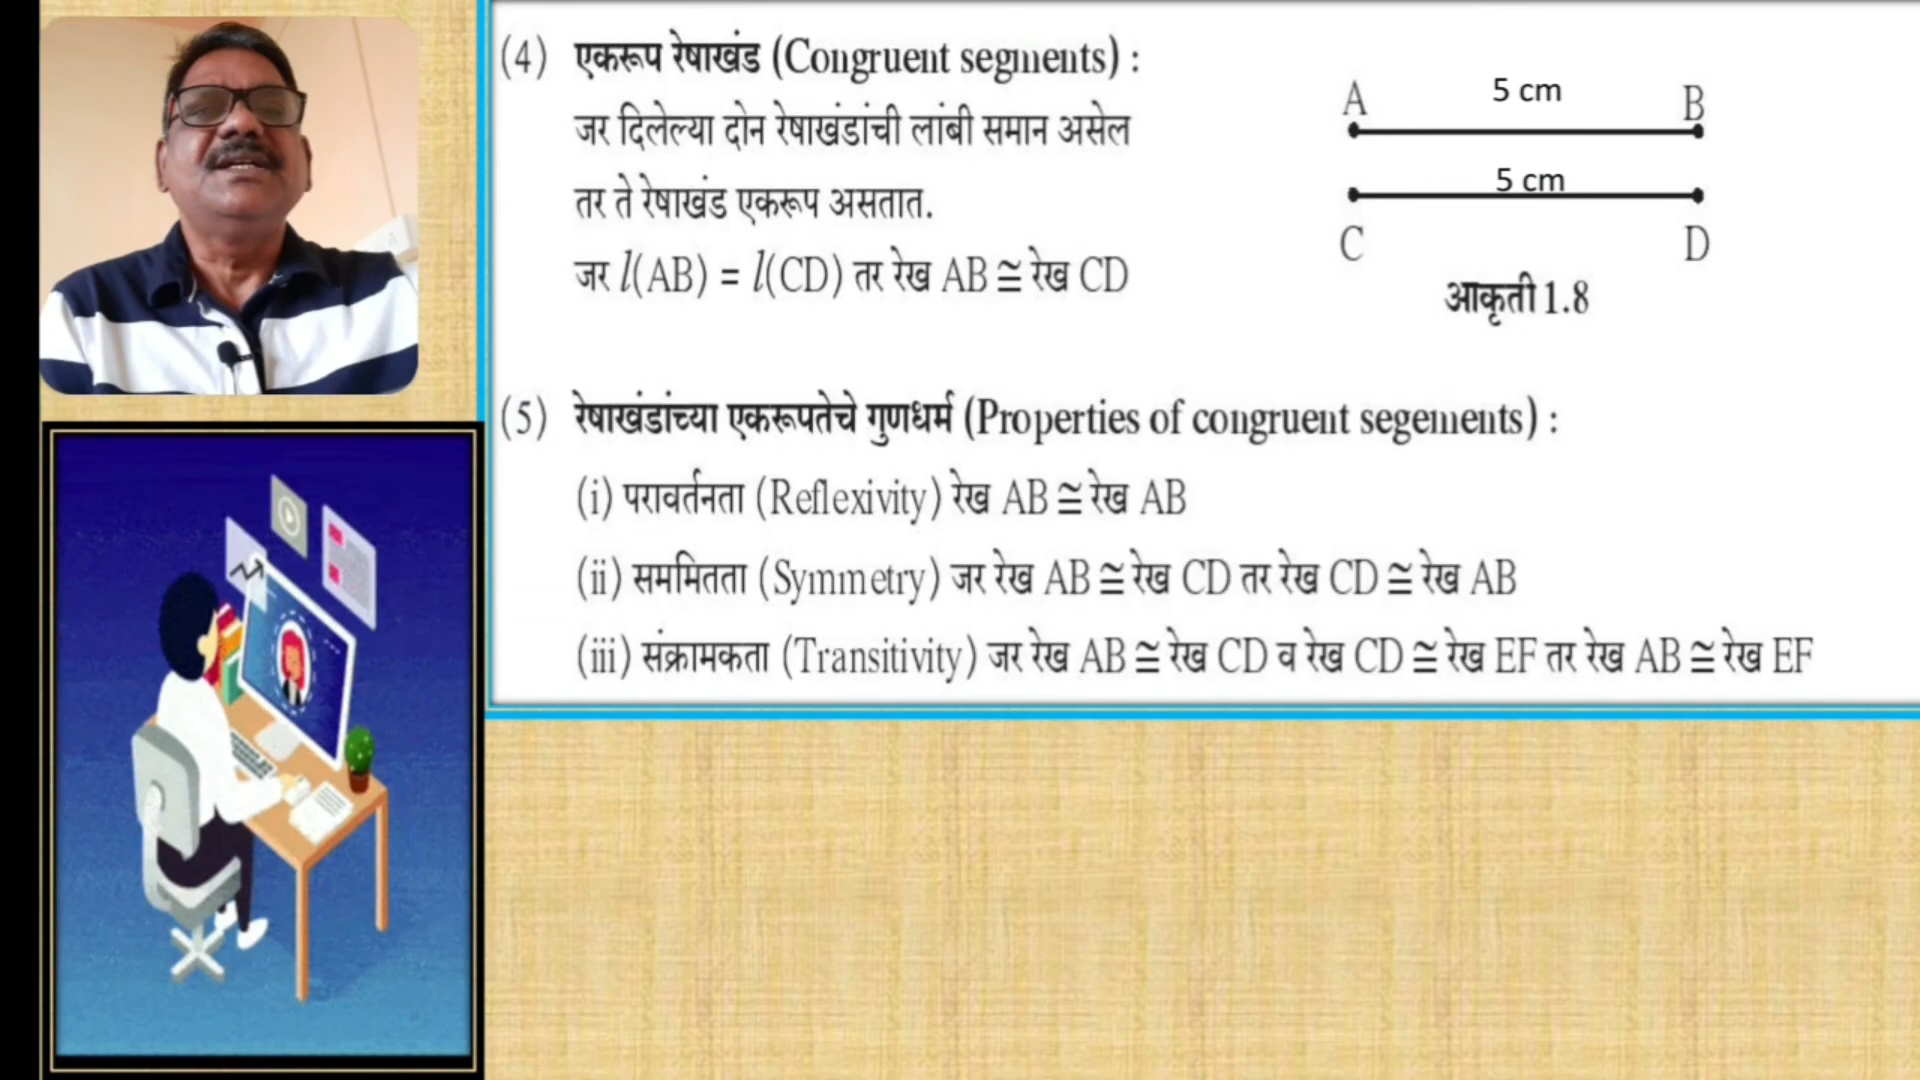 (4) एकरूप रेषाखंड (Congruent segments) :
जर दिलेल्या दोन रेषाखंडांची लांबी समान असेल
तर ते रेषाखंड एकरूप असतात.
जर l(AB) = l(CD) तर रेख AB ≅ रेख CD
A 5 cm B
5 cm
C D
आकृती 1.8
(5) रेषाखंडांच्या एकरूपतेचे गुणधर्म (Properties of congruent segements) :
(i) परावर्तनता (Reflexivity) रेख AB ≅ रेख AB
(ii) सममितता (Symmetry) जर रेख AB ≅ रेख CD तर रेख CD ≅ रेख AB
(iii) संक्रामकता (Transitivity) जर रेख AB ≅ रेख CD व रेख CD ≅ रेख EF तर रेख AB ≅ रेख EF